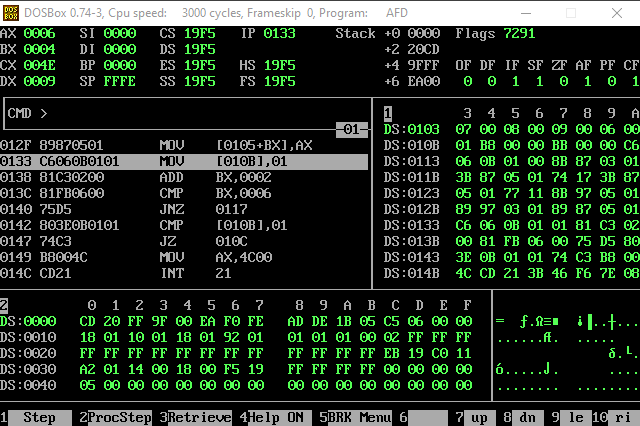 DOSBox 0.74-3, Cpu speed: 3000 cycles, Frameskip 0, Program: AFD
AX 0006 SI 0000 CS 19F5 IP 0133 Stack +0 0000 Flags 7291
BX 0004 DI 0000 DS 19F5 +2 20CD
CX 004E BP 0000 ES 19F5 HS 19F5 +4 9FFF OF DF IF SF ZF AF PF CF
DX 0009 SP FFFE SS 19F5 FS 19F5 +6 EA00 0 0 1 1 0 1 0 1
CMD >
01
012F 89870501 MOV [0105+BX],AX
0133 C6060B0101 MOV [010B],01
0138 81C30200 ADD BX,0002
013C 81FB0600 CMP BX,0006
0140 75D5 JNZ 0117
0142 803E0B0101 CMP [010B],01
0147 74C3 JZ 010C
0149 B8004C MOV AX,4C00
014C CD21 INT 21
1 3 4 5 6 7 8 9 A
DS:0103 07 00 08 00 09 00 06 00
DS:010B 01 B8 00 00 BB 00 00 C6
DS:0113 06 0B 01 00 8B 87 03 01
DS:011B 3B 87 05 01 74 17 3B 87
DS:0123 05 01 77 11 8B 97 05 01
DS:012B 89 97 03 01 89 87 05 01
DS:0133 C6 06 0B 01 01 81 C3 02
DS:013B 00 81 FB 06 00 75 D5 80
DS:0143 3E 0B 01 01 74 C3 B8 00
DS:014B 4C CD 21 3B 46 F6 7E 08
2 0 1 2 3 4 5 6 7 8 9 A B C D E F
DS:0000 CD 20 FF 9F 00 EA F0 FE AD DE 1B 05 C5 06 00 00 = ƒ.Ω≡■ ¡▐..┼...
DS:0010 18 01 10 01 18 01 92 01 01 01 01 00 02 FF FF FF ......Æ. ....
DS:0020 FF FF FF FF FF FF FF FF FF FF FF FF EB 19 C0 11 δ.└.
DS:0030 A2 01 14 00 18 00 F5 19 FF FF FF FF 00 00 00 00 ó.....⌡. ....
DS:0040 05 00 00 00 00 00 00 00 00 00 00 00 00 00 00 00 ........ ........
1 Step 2ProcStep 3Retrieve 4Help ON 5BRK Menu 6 7 up 8 dn 9 le 10 ri